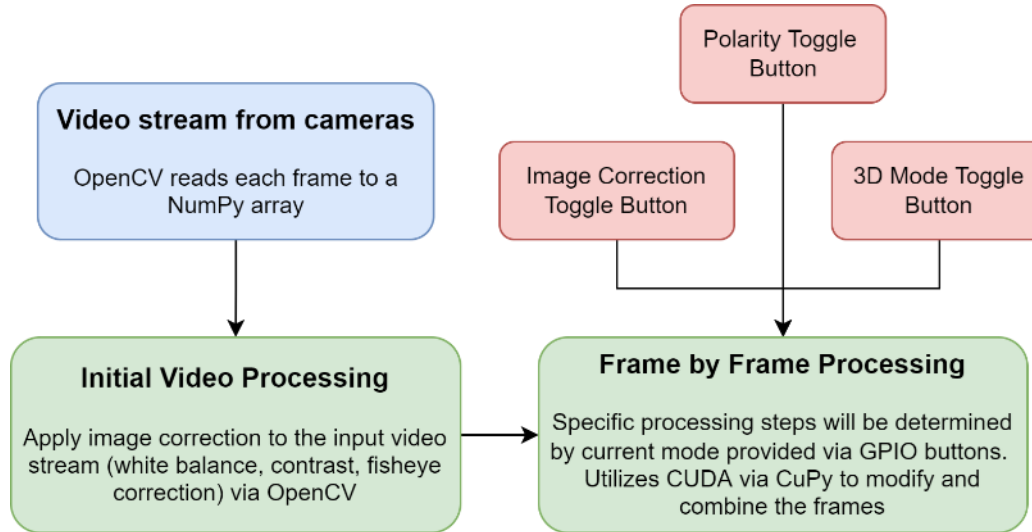 Polarity Toggle
Button
Video stream from cameras
OpenCV reads each frame to a
NumPy array
Image Correction
Toggle Button
3D Mode Toggle
Button
Initial Video Processing
Apply image correction to the input video
stream (white balance, contrast, fisheye
correction) via OpenCV
Frame by Frame Processing
Specific processing steps will be determined
by current mode provided via GPIO buttons.
Utilizes CUDA via CuPy to modify and
combine the frames